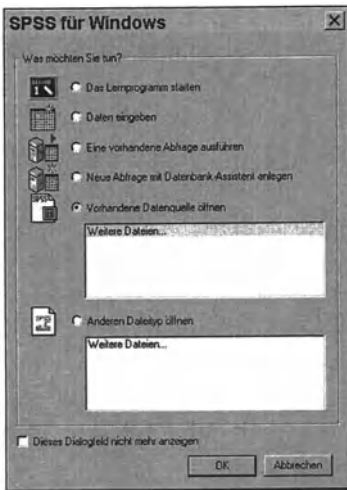 SPSS für Windows
Was möchten Sie tun?
Das Lernprogramm starten
Daten eingeben
Eine vorhandene Abfrage ausführen
Neue Abfrage mit Datenbank-Assistent anlegen
Vorhandene Datenquelle öffnen
Weitere Dateien...
Anderen Dateityp öffnen
Weitere Dateien...
Dieses Dialogfeld nicht mehr anzeigen
OK
Abbrechen